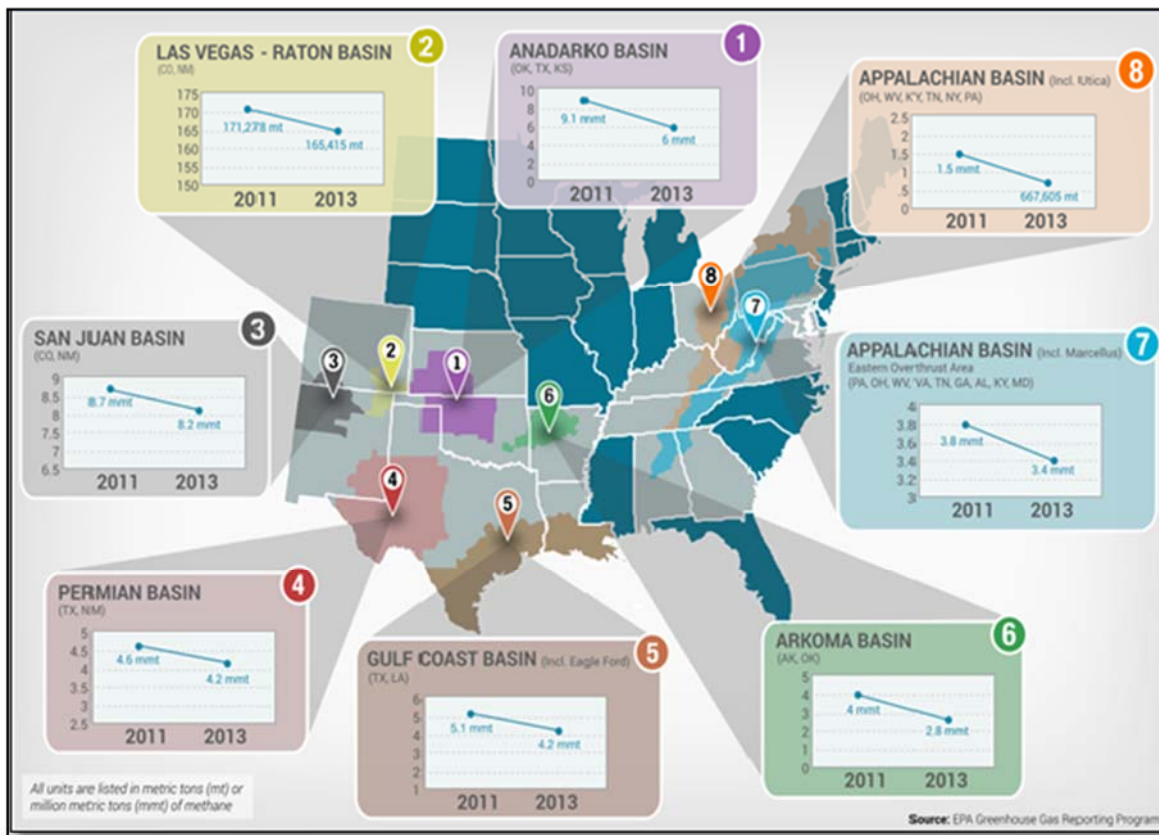 LAS VEGAS - RATON BASIN
2
(CO, NM)
175
170
165
160
155
150
171,278 mt
165,415 mt
2011 2013
ANADARKO BASIN
1
(OK, TX, KS)
10
8
6
4
2
0
9.1 mmt
6 mmt
2011 2013
APPALACHIAN BASIN (Incl. Utica)
8
(OH, WV, KY, TN, NY, PA)
2.5
2
1.5
1
.5
0
1.5 mmt
667,605 mt
2011 2013
SAN JUAN BASIN
3
(CO, NM)
9
8.5
8
7.5
7
6.5
8.7 mmt
8.2 mmt
2011 2013
8
7
3
2
1
6
4
5
APPALACHIAN BASIN (Incl. Marcellus)
7
Eastern Overthrust Area
(PA, OH, WV, VA, TN, GA, AL, KY, MD)
4
3.8
3.6
3.4
3.2
3
3.8 mmt
3.4 mmt
2011 2013
PERMIAN BASIN
4
(TX, NM)
5
4.5
4
3.5
3
2.5
4.6 mmt
4.2 mmt
2011 2013
GULF COAST BASIN (Incl. Eagle Ford)
5
(TX, LA)
6
5
4
3
2
1
5.1 mmt
4.2 mmt
2011 2013
ARKOMA BASIN
6
(AK, OK)
5
4
3
2
1
0
4 mmt
2.8 mmt
2011 2013
All units are listed in metric tons (mt) or
million metric tons (mmt) of methane
Source: EPA Greenhouse Gas Reporting Program